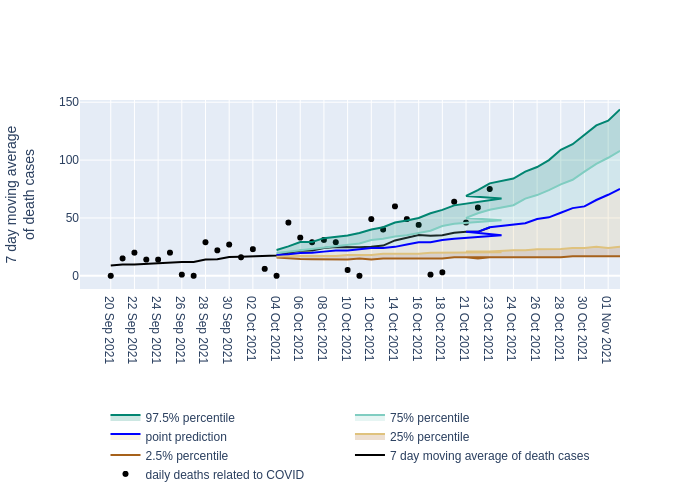 7 day moving average
of death cases
150
100
50
0
20 Sep 2021
22 Sep 2021
24 Sep 2021
26 Sep 2021
28 Sep 2021
30 Sep 2021
02 Oct 2021
04 Oct 2021
06 Oct 2021
08 Oct 2021
10 Oct 2021
12 Oct 2021
14 Oct 2021
16 Oct 2021
18 Oct 2021
19 Oct 2021
21 Oct 2021
23 Oct 2021
24 Oct 2021
26 Oct 2021
28 Oct 2021
30 Oct 2021
01 Nov 2021
97.5% percentile
75% percentile
point prediction
25% percentile
2.5% percentile
7 day moving average of death cases
daily deaths related to COVID